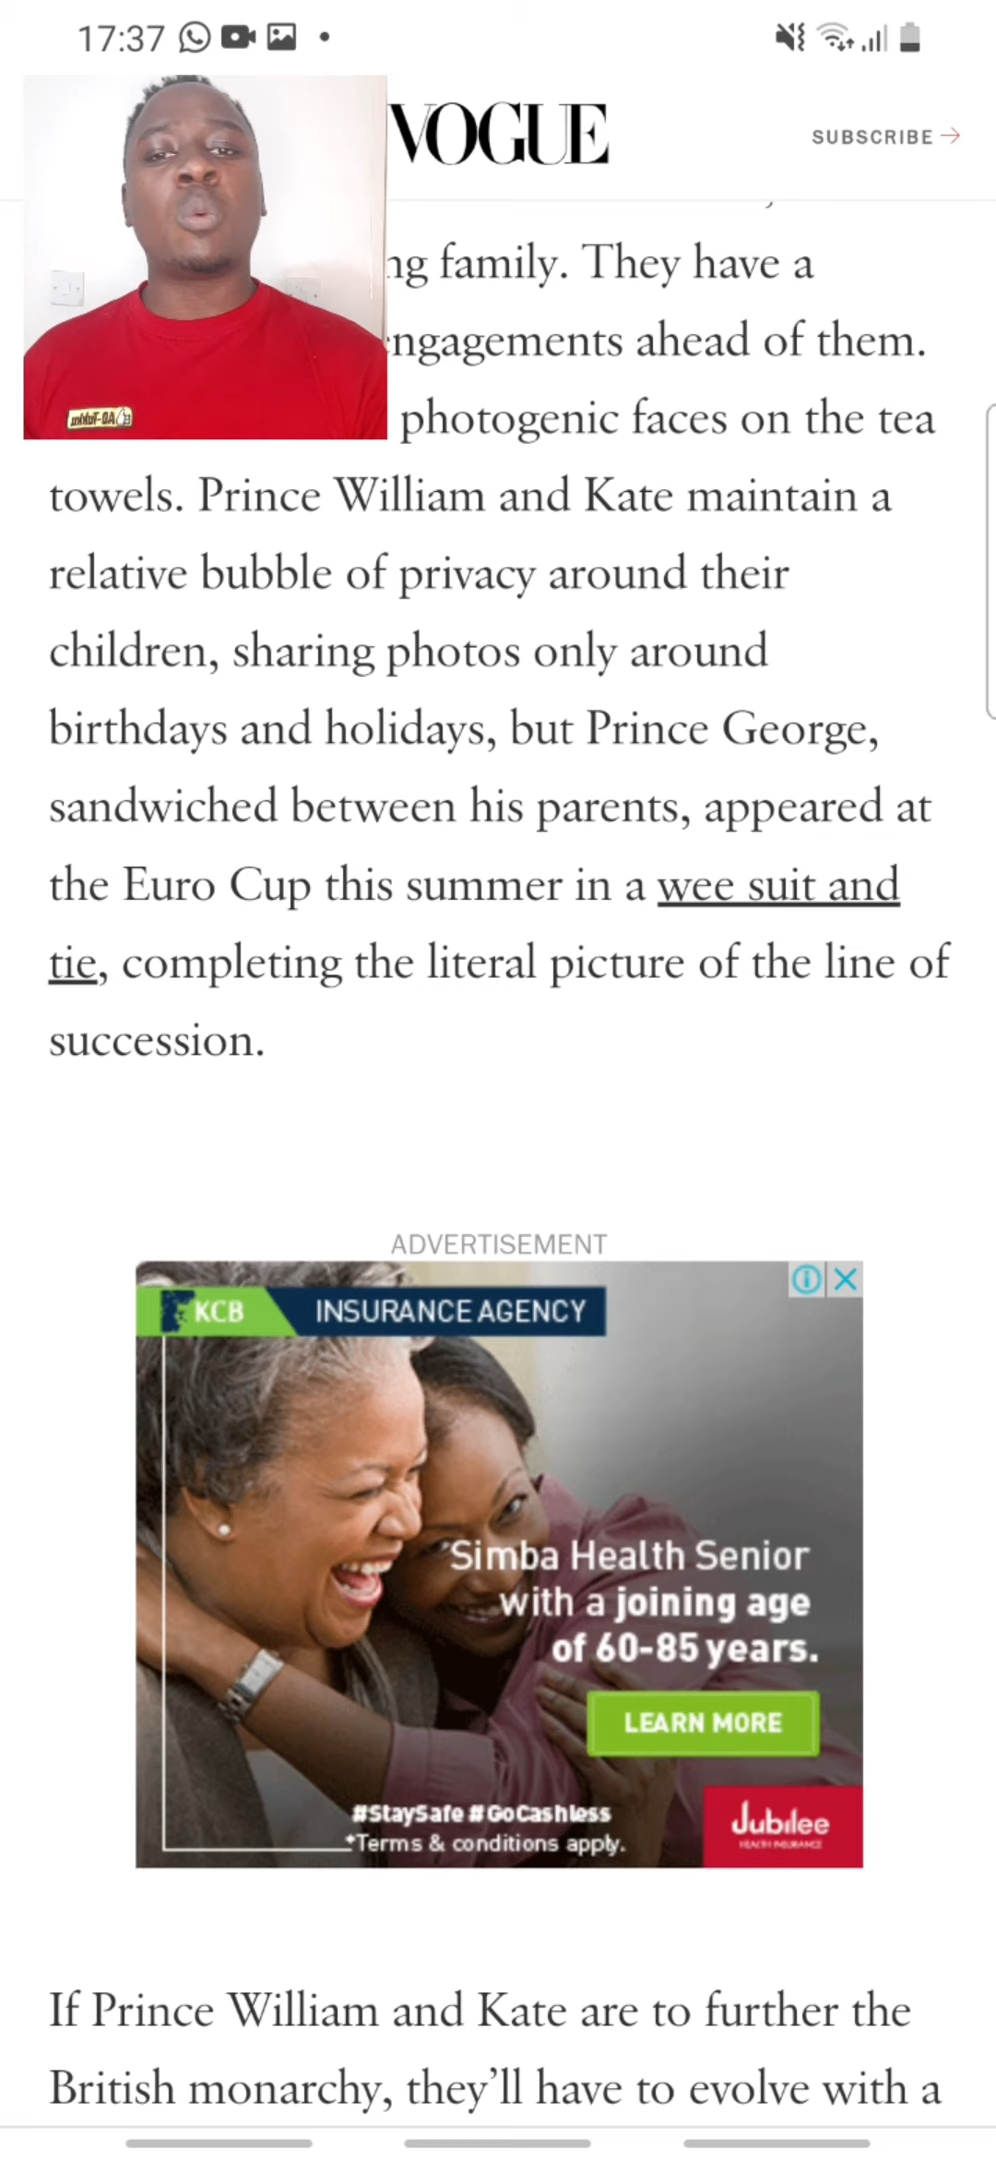 17:37
VOGUE
SUBSCRIBE →
ng family. They have a
engagements ahead of them.
photogenic faces on the tea
towels. Prince William and Kate maintain a
relative bubble of privacy around their
children, sharing photos only around
birthdays and holidays, but Prince George,
sandwiched between his parents, appeared at
the Euro Cup this summer in a wee suit and
tie, completing the literal picture of the line of
succession.
ADVERTISEMENT
KCB INSURANCE AGENCY
Simba Health Senior
with a joining age
of 60-85 years.
LEARN MORE
#StaySafe #GoCashless
*Terms & conditions apply.
Jubilee
HEALTH INSURANCE
If Prince William and Kate are to further the
British monarchy, they’ll have to evolve with a